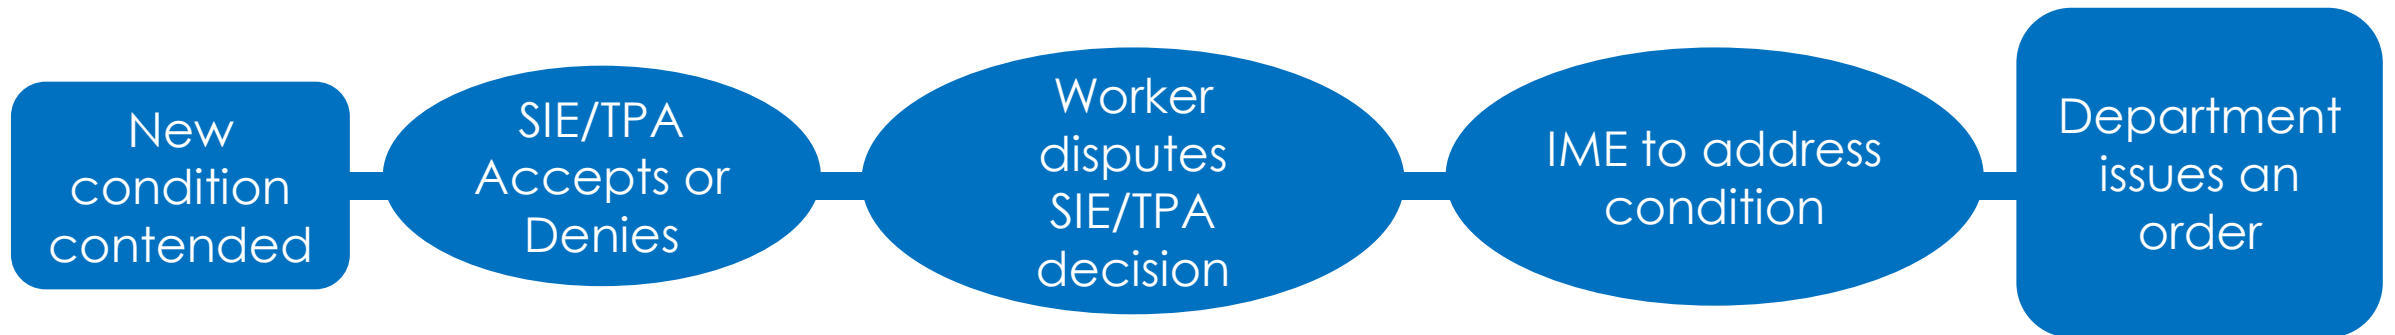 New
condition
contended
SIE/TPA
Accepts or
Denies
Worker
disputes
SIE/TPA
decision
IME to address
condition
Department
issues an
order